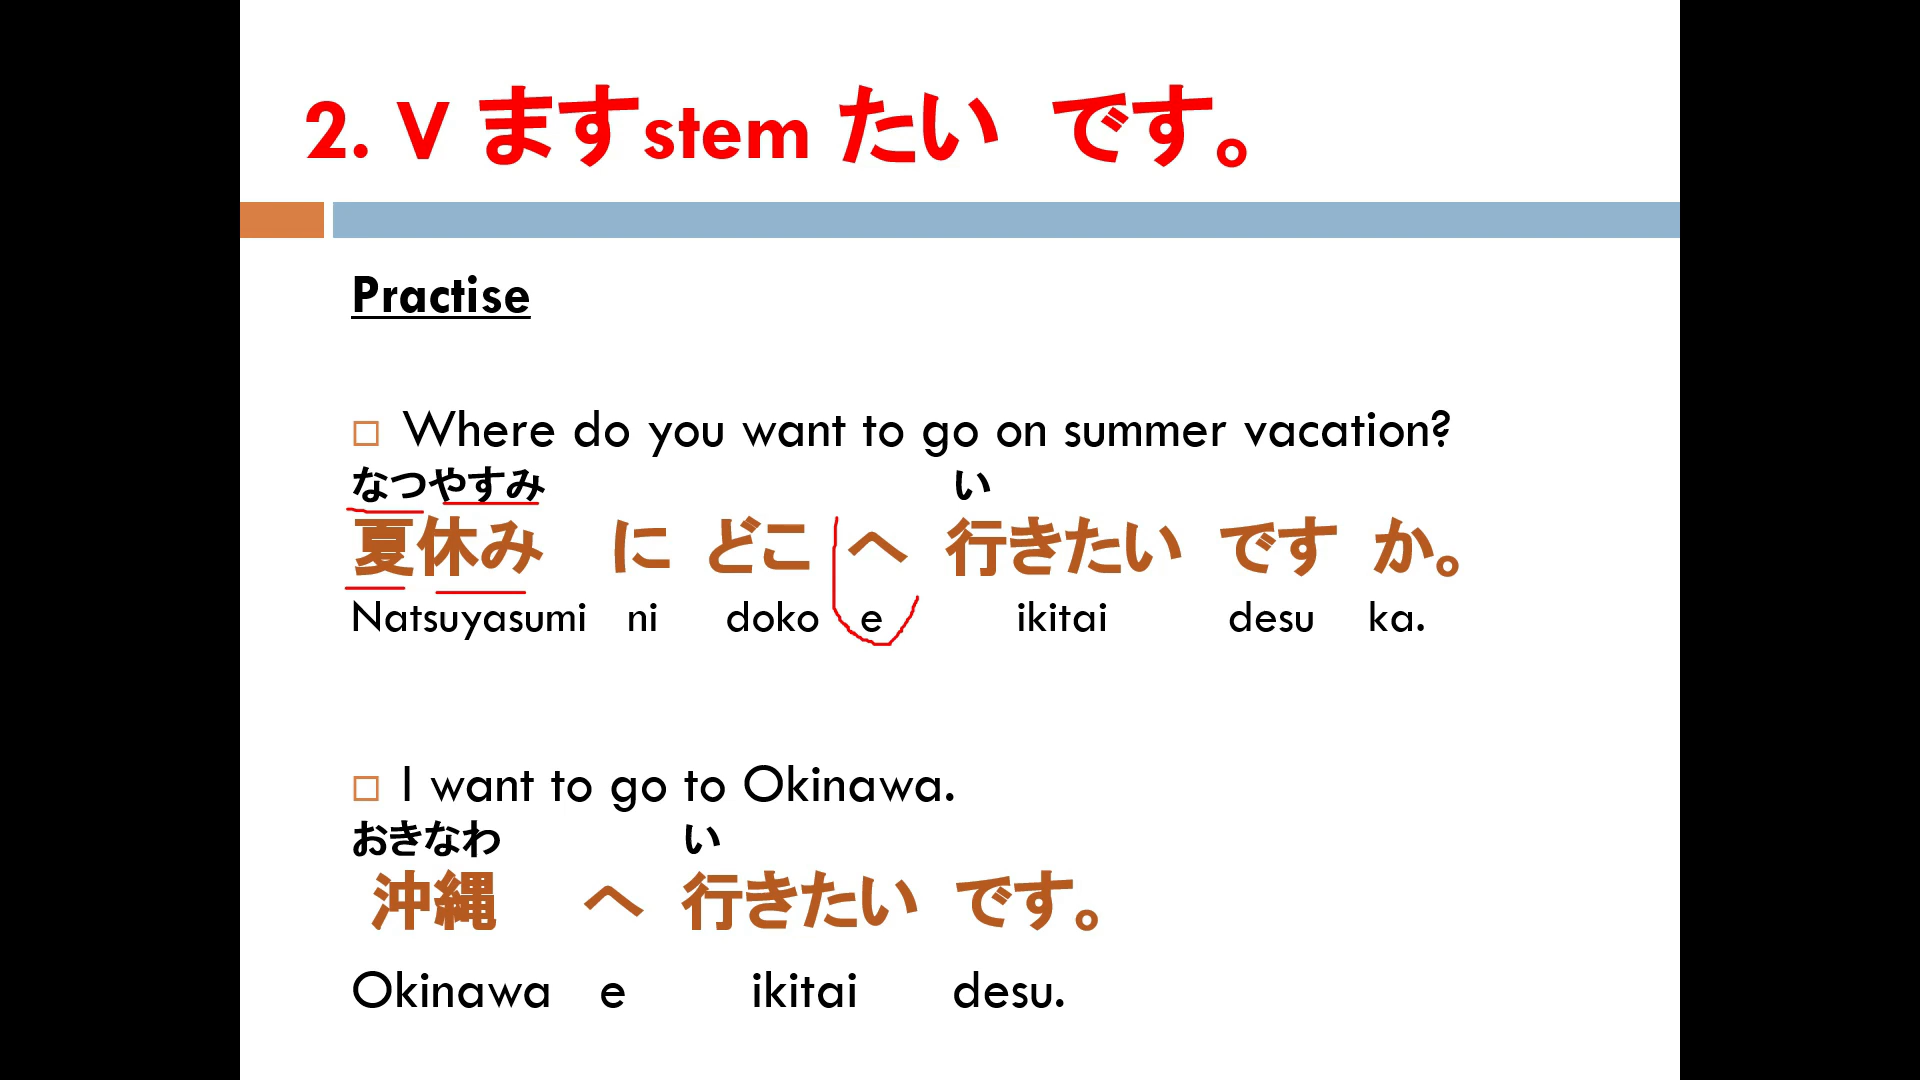 2. V ますstem たい です。
Practise
Where do you want to go on summer vacation?
なつやすみ い
夏休み に どこ へ 行きたい です か。
Natsuyasumi ni doko e ikitai desu ka.
I want to go to Okinawa.
おきなわ い
沖縄 へ 行きたい です。
Okinawa e ikitai desu.